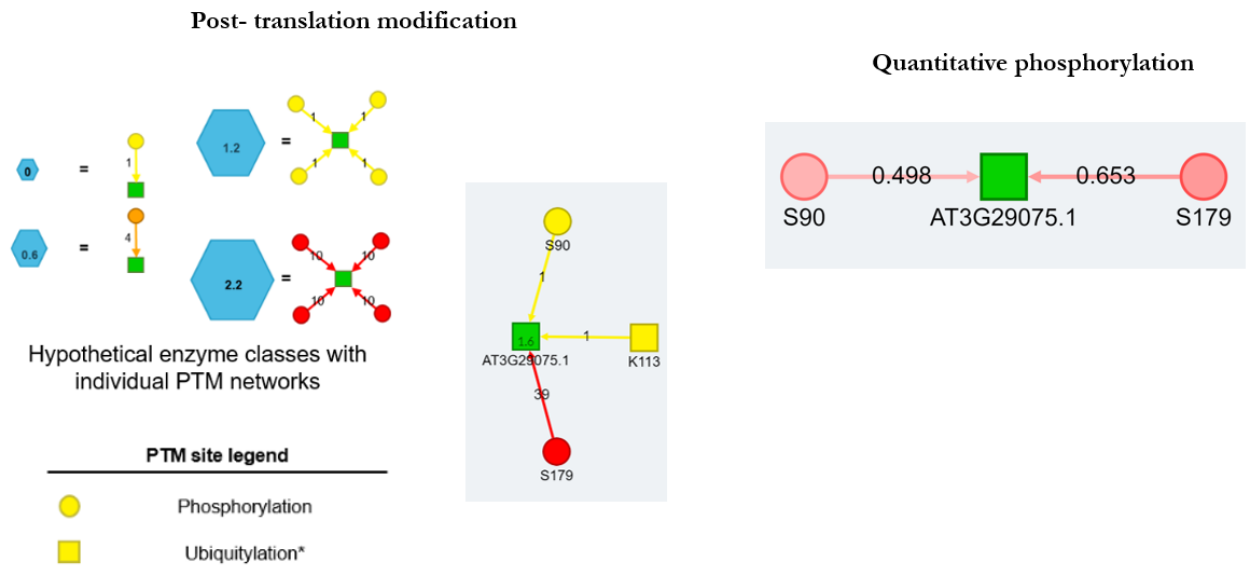 Post- translation modification
Quantitative phosphorylation
0
=
1
1.2
=
1
1
1
1
0.6
=
4
2.2
=
10
10
10
10
Hypothetical enzyme classes with
individual PTM networks
PTM site legend
Phosphorylation
Ubiquitylation*
S90
1
1.6
AT3G29075.1
1
K113
39
S179
0.498
0.653
S90
AT3G29075.1
S179